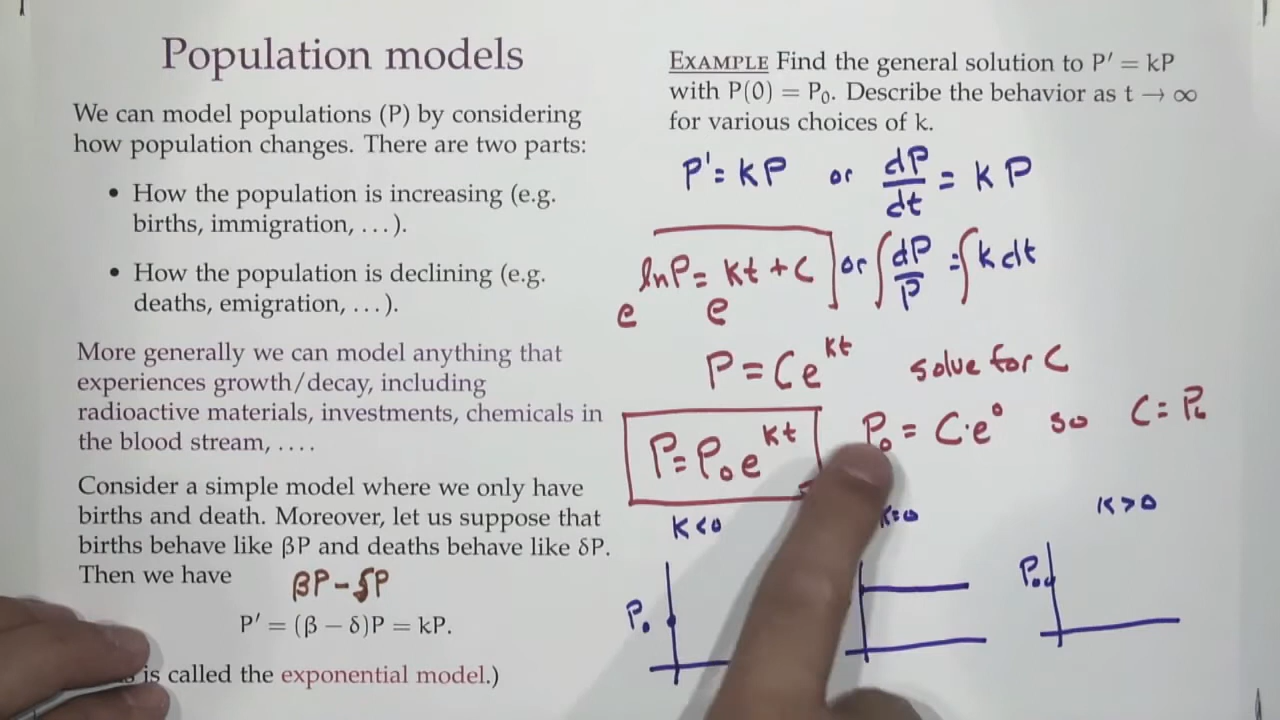 Population models
We can model populations (P) by considering
how population changes. There are two parts:
• How the population is increasing (e.g.
births, immigration, …).
• How the population is declining (e.g.
deaths, emigration, …).
More generally we can model anything that
experiences growth/decay, including
radioactive materials, investments, chemicals in
the blood stream, ….
Consider a simple model where we only have
births and death. Moreover, let us suppose that
births behave like βP and deaths behave like δP.
Then we have
βP - δP
P′ = (β − δ)P = kP.
is called the exponential model.)
EXAMPLE Find the general solution to P′ = kP
with P(0) = P₀. Describe the behavior as t → ∞
for various choices of k.
P' = kP or dP/dt = kP
e^(ln P) = e^(kt + C) or ∫ dP/P = ∫ k dt
P = Ce^(kt) solve for C
P = P₀e^(kt) P₀ = C·e⁰ so C = P₀
K<0 K=0 K>0
P₀ P₀